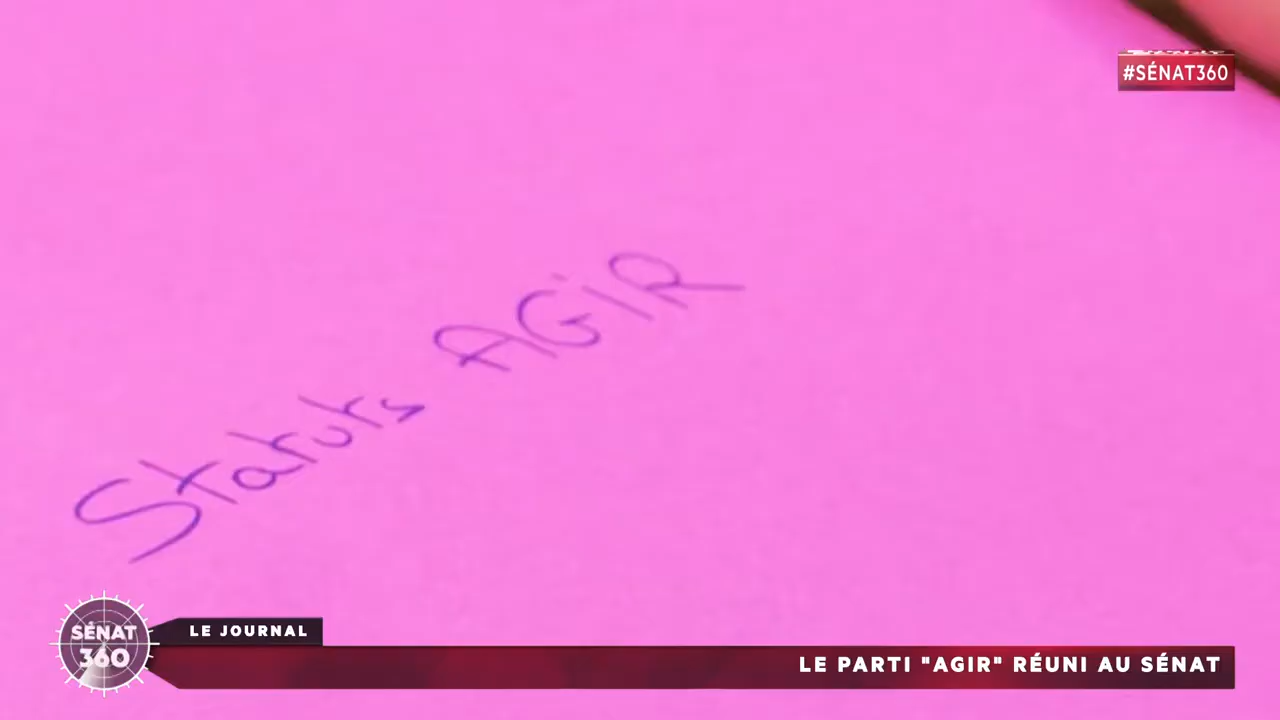 #SÉNAT360
Statuts AGiR
SÉNAT
360
LE JOURNAL
LE PARTI "AGIR" RÉUNI AU SÉNAT